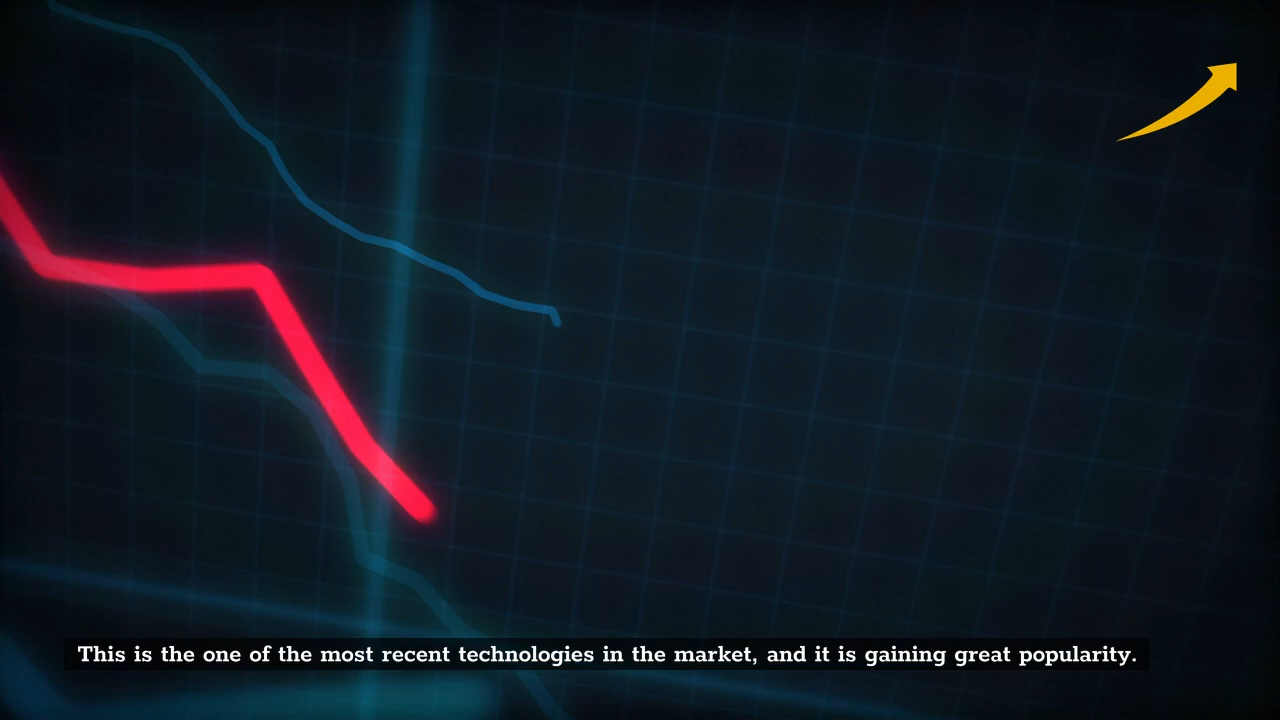 This is the one of the most recent technologies in the market, and it is gaining great popularity.